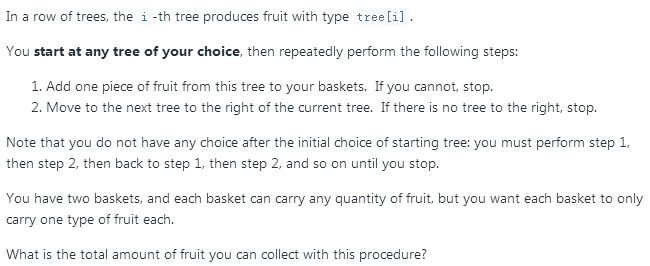 In a row of trees, the i -th tree produces fruit with type tree[i] .
You start at any tree of your choice, then repeatedly perform the following steps:
1. Add one piece of fruit from this tree to your baskets.  If you cannot, stop.
2. Move to the next tree to the right of the current tree.  If there is no tree to the right, stop.
Note that you do not have any choice after the initial choice of starting tree: you must perform step 1,
then step 2, then back to step 1, then step 2, and so on until you stop.
You have two baskets, and each basket can carry any quantity of fruit, but you want each basket to only
carry one type of fruit each.
What is the total amount of fruit you can collect with this procedure?